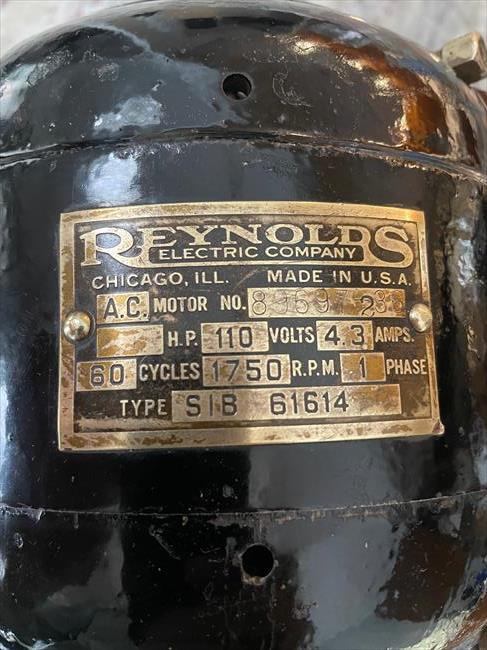 REYNOLDS
ELECTRIC COMPANY
CHICAGO, ILL. MADE IN U.S.A.
A.C. MOTOR NO.
H.P. 110 VOLTS 4.3 AMPS.
60 CYCLES 1750 R.P.M. 1 PHASE
TYPE SIB 61614